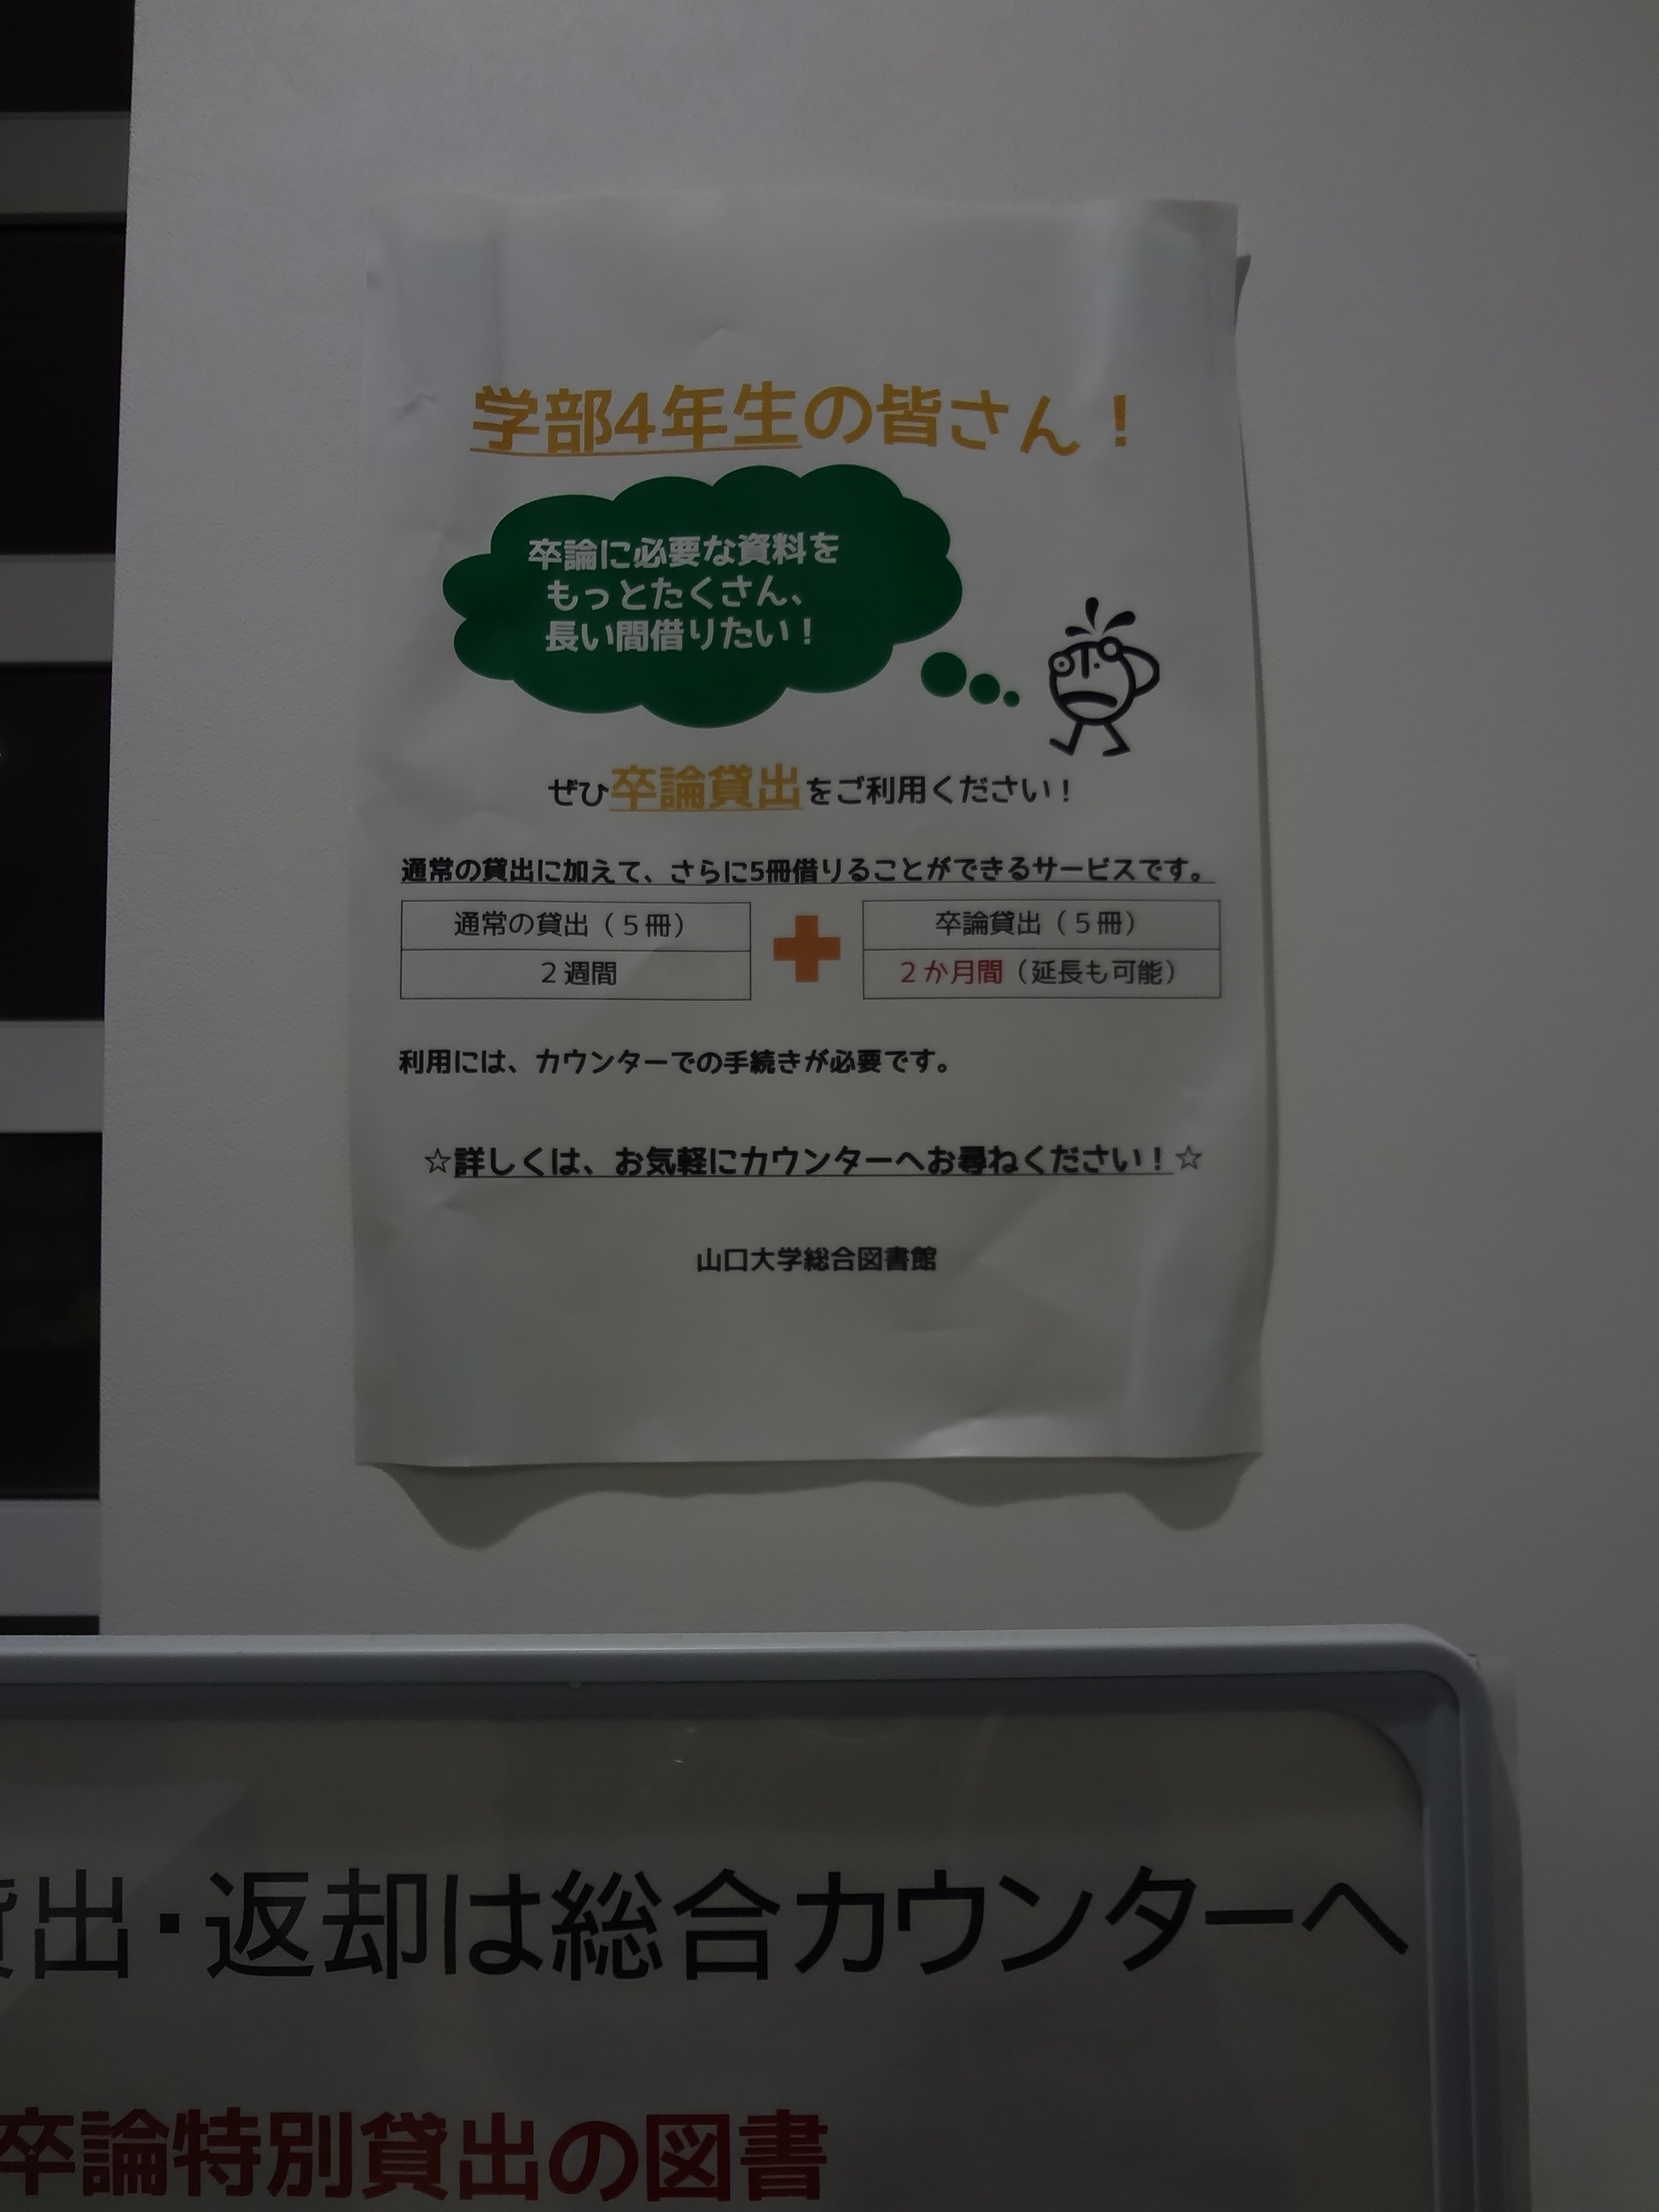 学部4年生の皆さん！
卒論に必要な資料を
もっとたくさん、
長い間借りたい！
ぜひ卒論貸出をご利用ください！
通常の貸出に加えて、さらに5冊借りることができるサービスです。
通常の貸出（５冊）
２週間
卒論貸出（５冊）
２か月間（延長も可能）
利用には、カウンターでの手続きが必要です。
☆詳しくは、お気軽にカウンターへお尋ねください！☆
山口大学総合図書館
貸出・返却は総合カウンターへ
卒論特別貸出の図書